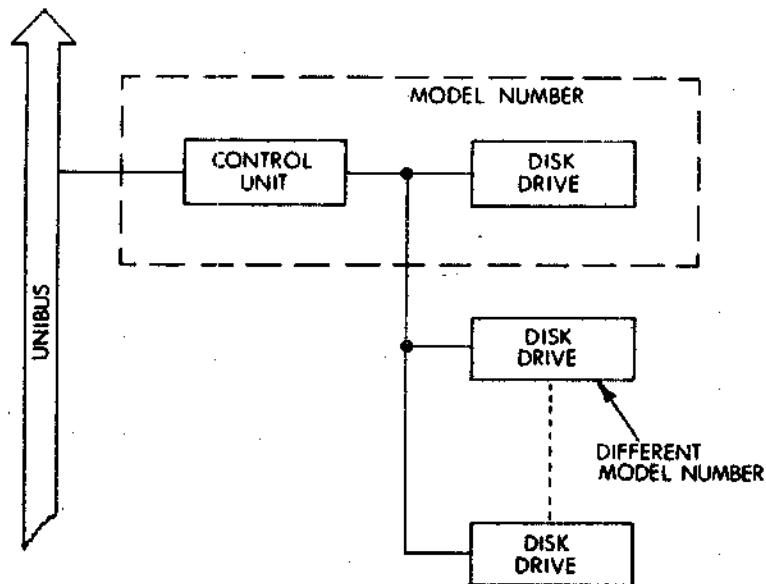 MODEL NUMBER
CONTROL
UNIT
DISK
DRIVE
UNIBUS
DISK
DRIVE
DIFFERENT
MODEL NUMBER
DISK
DRIVE